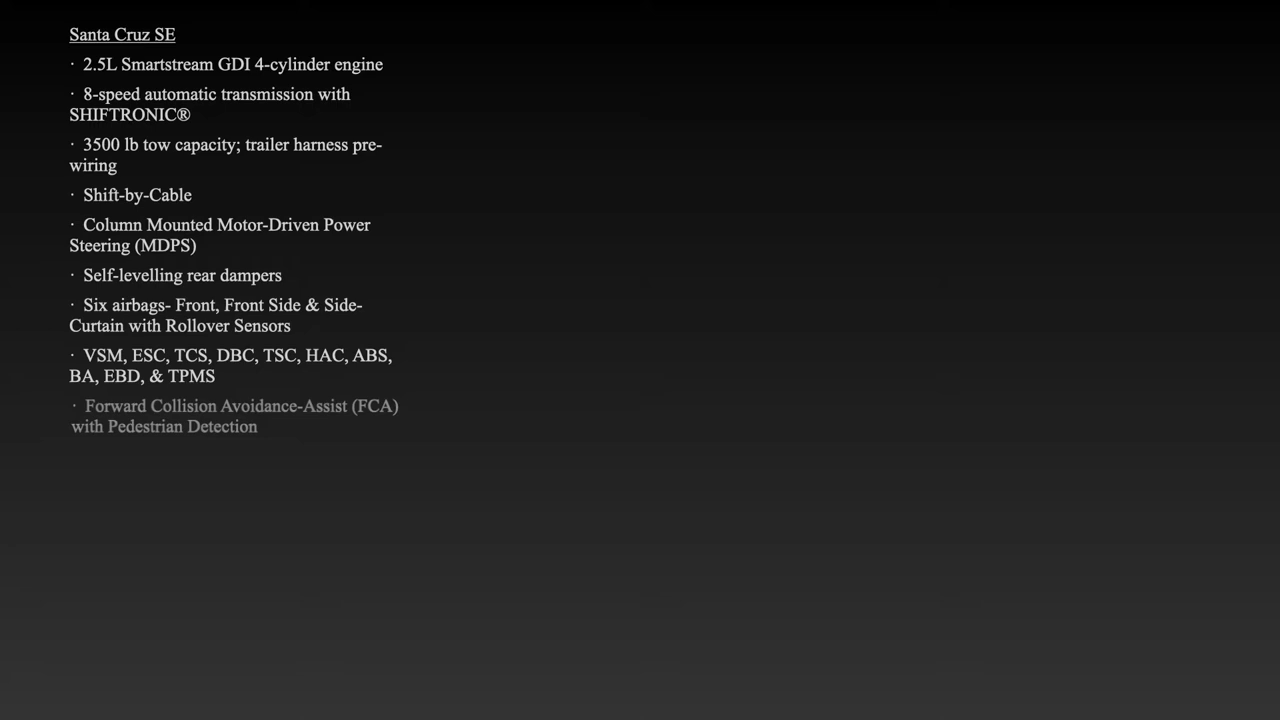 Santa Cruz SE
· 2.5L Smartstream GDI 4-cylinder engine
· 8-speed automatic transmission with
SHIFTRONIC®
· 3500 lb tow capacity; trailer harness pre-
wiring
· Shift-by-Cable
· Column Mounted Motor-Driven Power
Steering (MDPS)
· Self-levelling rear dampers
· Six airbags- Front, Front Side & Side-
Curtain with Rollover Sensors
· VSM, ESC, TCS, DBC, TSC, HAC, ABS,
BA, EBD, & TPMS
· Forward Collision Avoidance-Assist (FCA)
with Pedestrian Detection